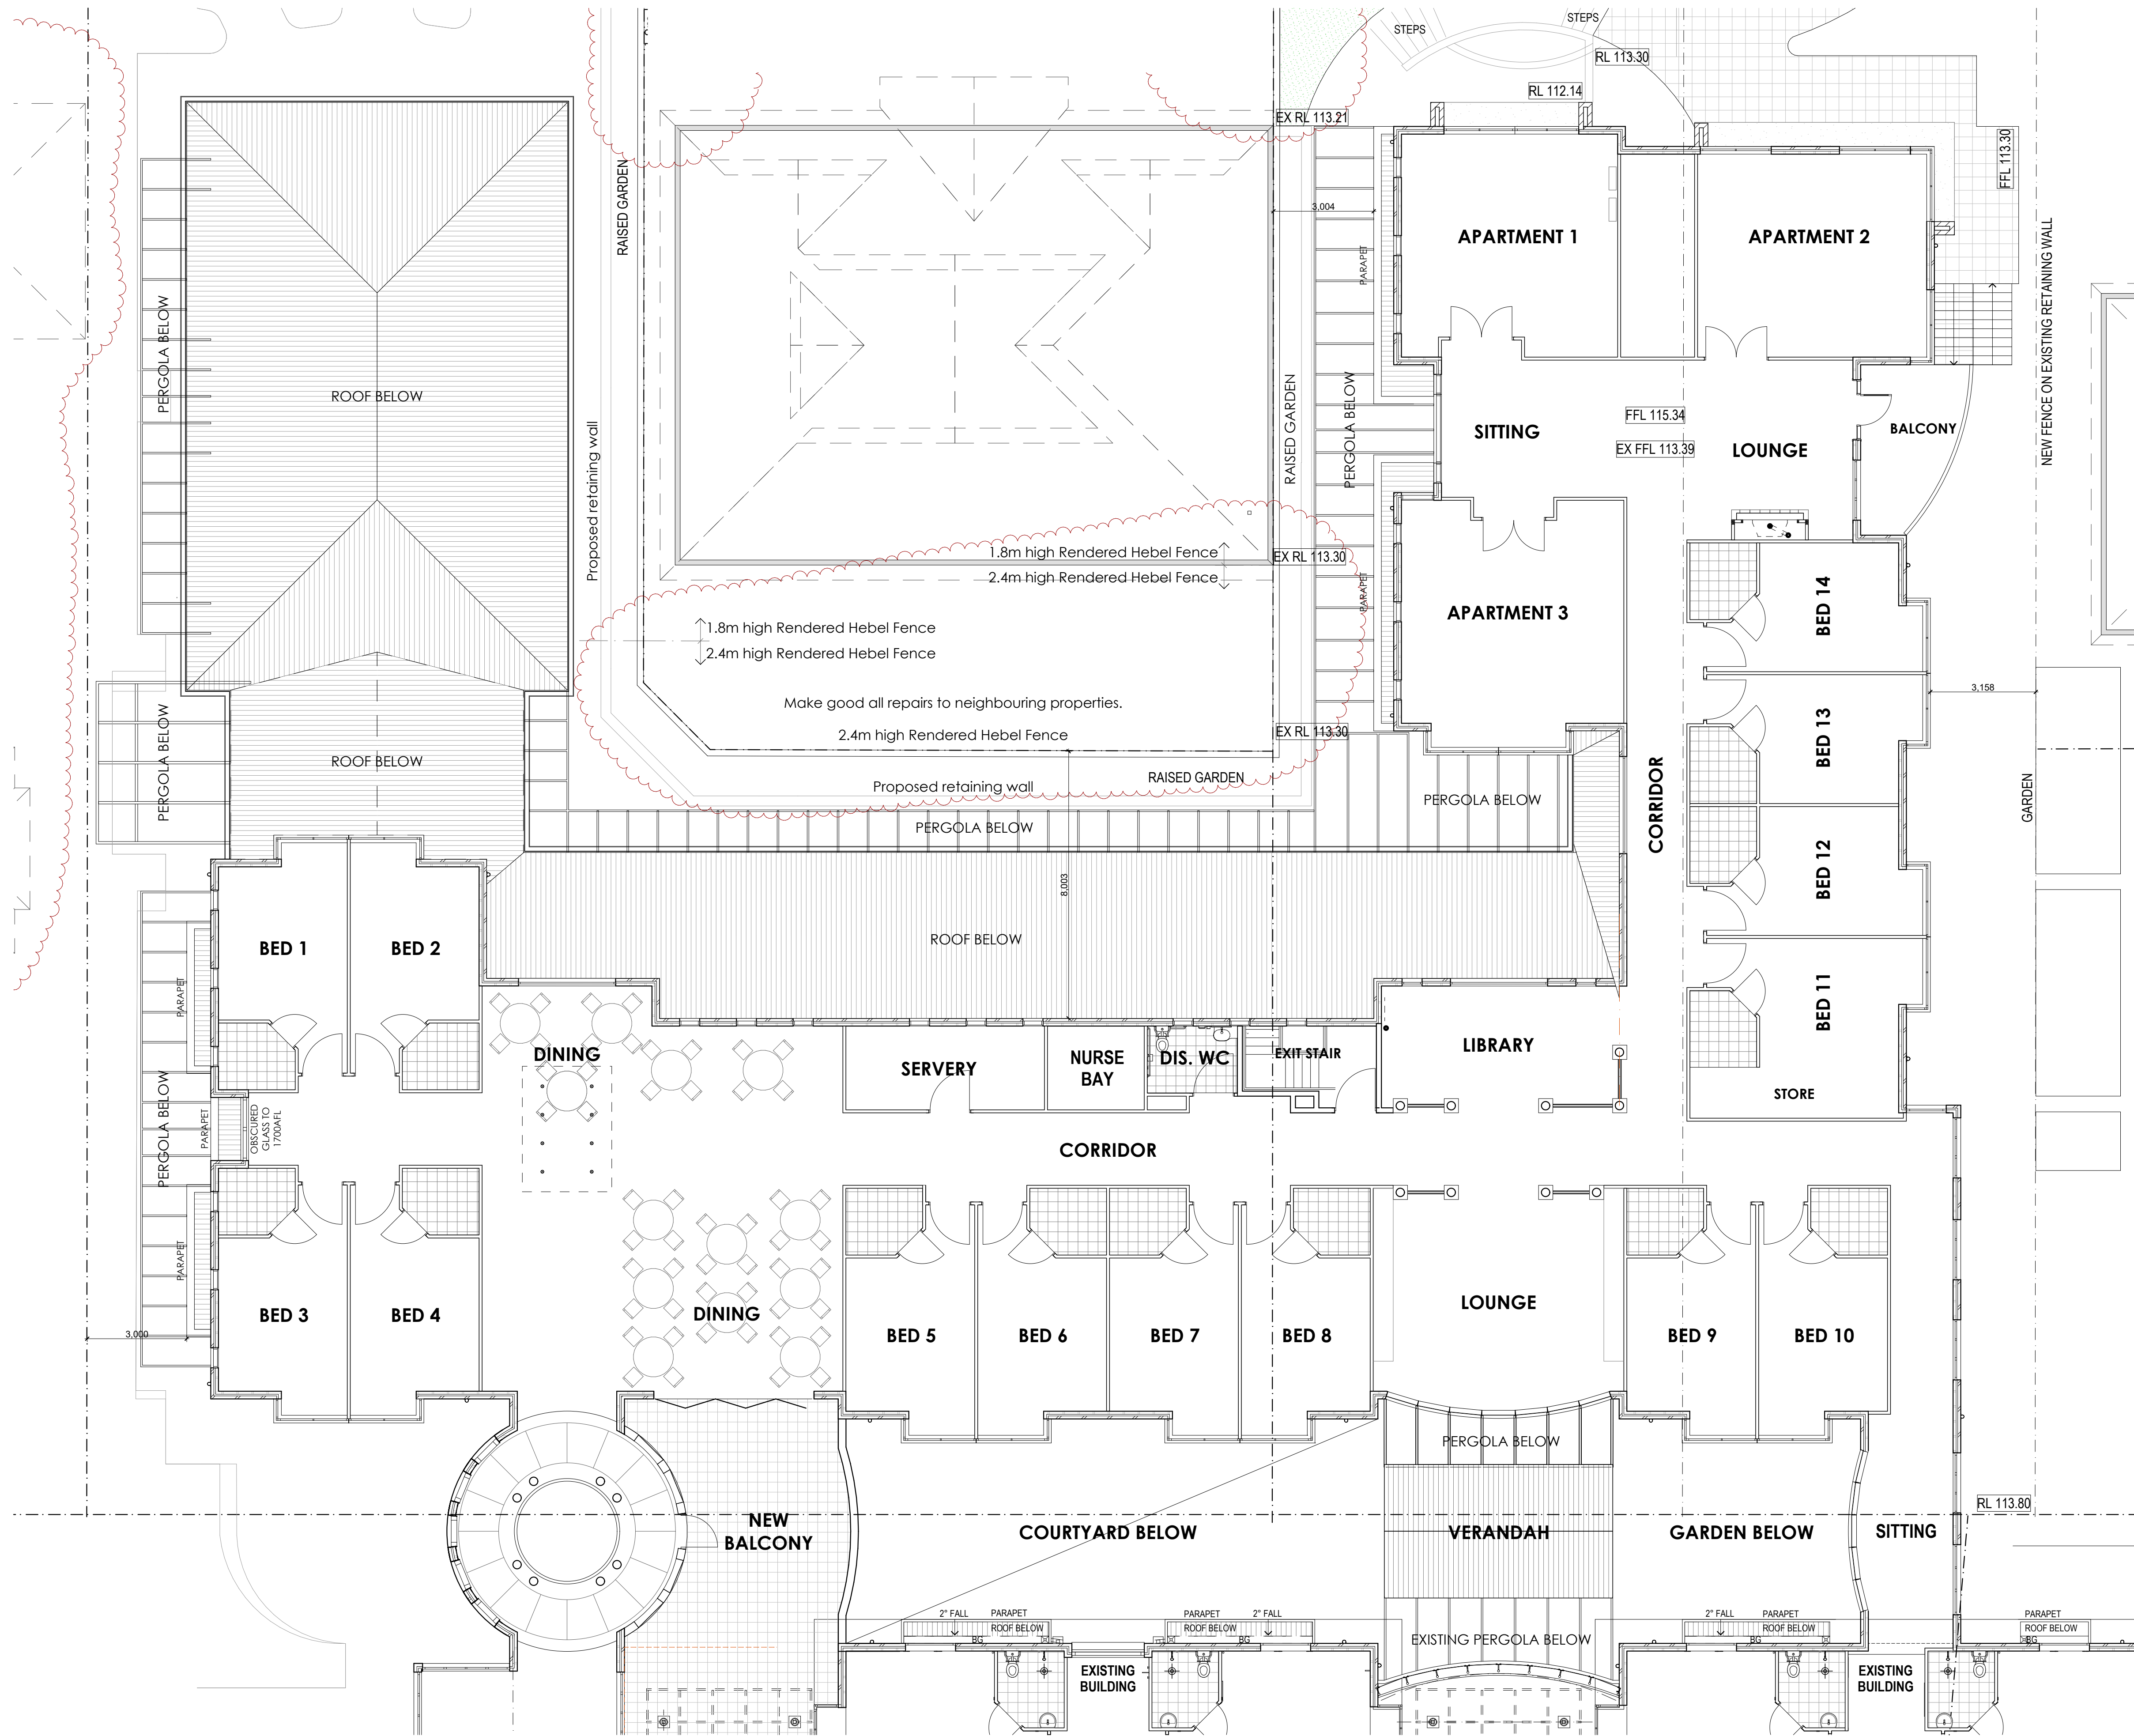 STEPS
STEPS
RL 113.30
RL 112.14
EX RL 113.21
RAISED GARDEN
FFL 113.30
3,004
PARAPET
APARTMENT 1
APARTMENT 2
NEW FENCE ON EXISTING RETAINING WALL
PERGOLA BELOW
ROOF BELOW
RAISED GARDEN
PERGOLA BELOW
FFL 115.34
SITTING
EX FFL 113.39
LOUNGE
BALCONY
Proposed retaining wall
1.8m high Rendered Hebel Fence
EX RL 113.30
2.4m high Rendered Hebel Fence
PARAPET
APARTMENT 3
BED 14
1.8m high Rendered Hebel Fence
2.4m high Rendered Hebel Fence
3,158
Make good all repairs to neighbouring properties.
2.4m high Rendered Hebel Fence
EX RL 113.30
BED 13
PERGOLA BELOW
ROOF BELOW
RAISED GARDEN
Proposed retaining wall
PERGOLA BELOW
CORRIDOR
GARDEN
PERGOLA BELOW
8,003
BED 12
BED 1
BED 2
ROOF BELOW
PARAPET
BED 11
DINING
SERVERY
NURSE
BAY
DIS. WC
EXIT STAIR
LIBRARY
STORE
PERGOLA BELOW
PARAPET
OBSCURED
GLASS TO
1700AFL
CORRIDOR
PARAPET
BED 3
BED 4
DINING
BED 5
BED 6
BED 7
BED 8
LOUNGE
BED 9
BED 10
3,000
PERGOLA BELOW
RL 113.80
NEW
BALCONY
COURTYARD BELOW
VERANDAH
GARDEN BELOW
SITTING
2° FALL
PARAPET
ROOF BELOW
BG
PARAPET
2° FALL
ROOF BELOW
BG
2° FALL
PARAPET
ROOF BELOW
BG
PARAPET
ROOF BELOW
BG
EXISTING PERGOLA BELOW
EXISTING
BUILDING
EXISTING
BUILDING